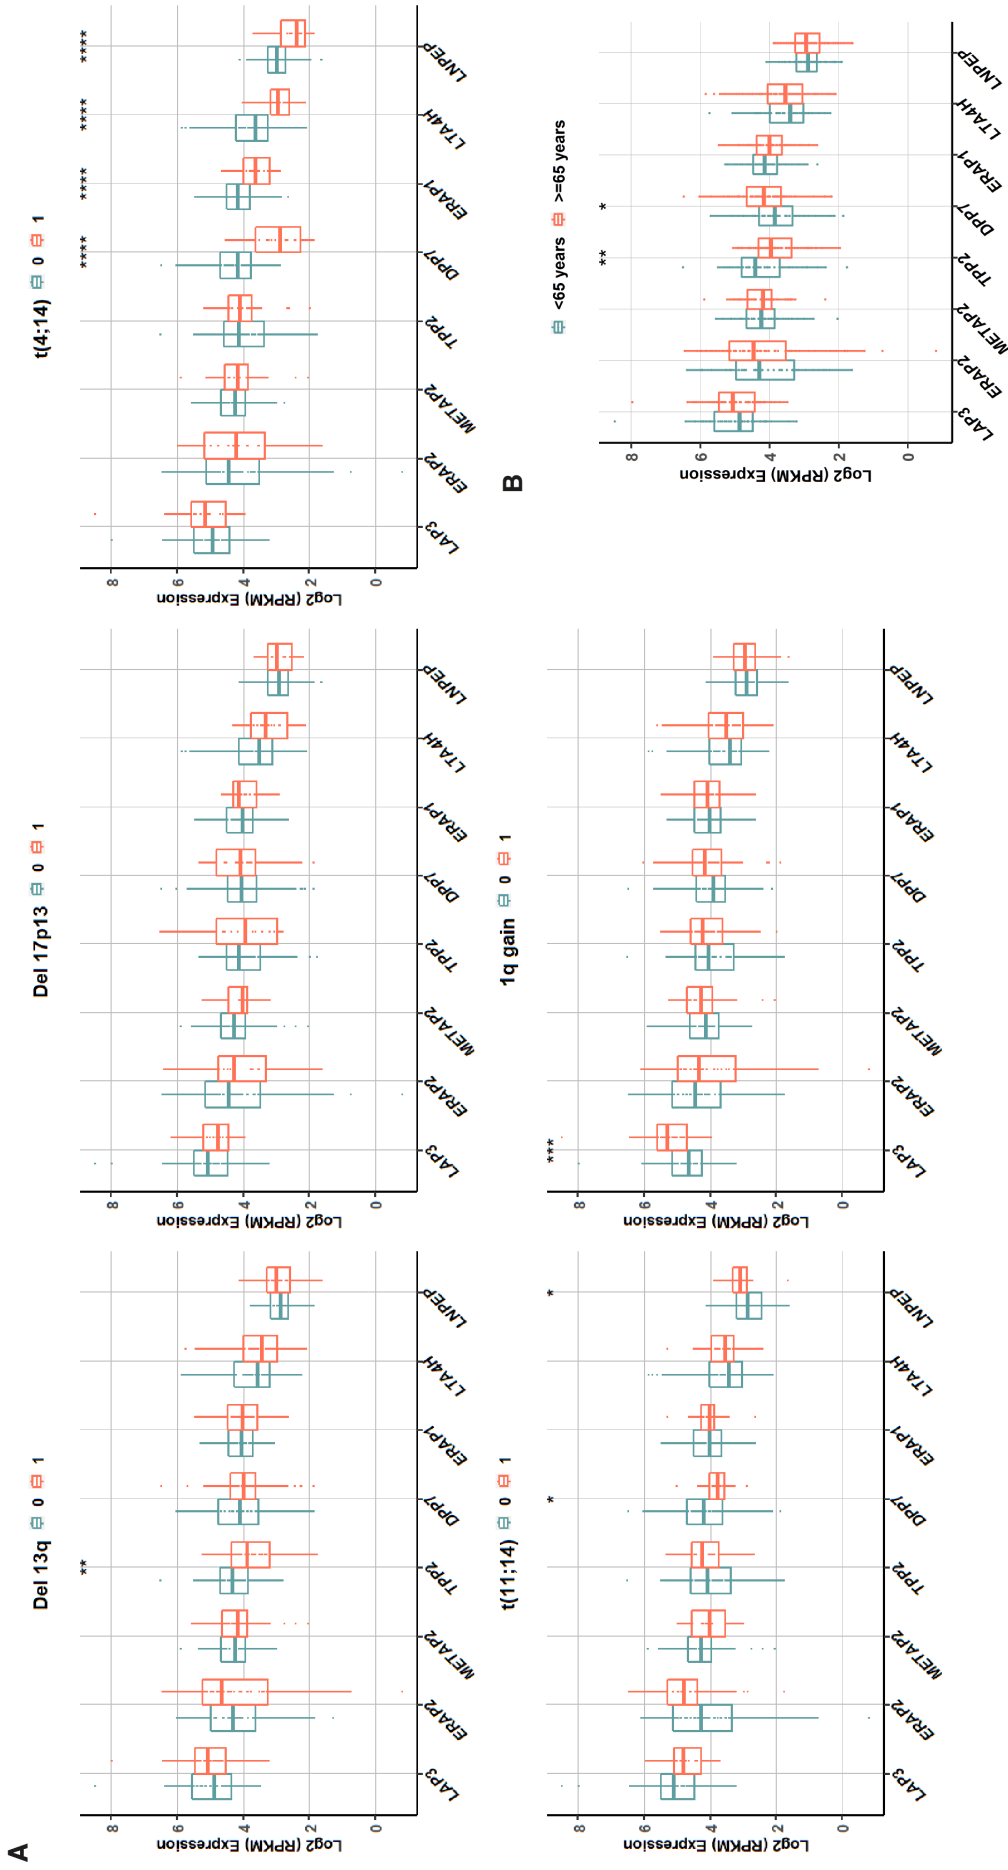 A
Del 13q 0 1
Log2 (RPKM) Expression
8
6
4
2
0
**
LAP3
ERAP2
METAP2
TPP2
DPP7
ERAP1
LTA4H
LNPEP
Del 17p13 0 1
Log2 (RPKM) Expression
8
6
4
2
0
LAP3
ERAP2
METAP2
TPP2
DPP7
ERAP1
LTA4H
LNPEP
t(4;14) 0 1
Log2 (RPKM) Expression
8
6
4
2
0
**** **** **** ****
LAP3
ERAP2
METAP2
TPP2
DPP7
ERAP1
LTA4H
LNPEP
t(11;14) 0 1
Log2 (RPKM) Expression
8
6
4
2
0
* *
LAP3
ERAP2
METAP2
TPP2
DPP7
ERAP1
LTA4H
LNPEP
1q gain 0 1
Log2 (RPKM) Expression
8
6
4
2
0
***
LAP3
ERAP2
METAP2
TPP2
DPP7
ERAP1
LTA4H
LNPEP
B
<65 years >=65 years
Log2 (RPKM) Expression
8
6
4
2
0
** *
LAP3
ERAP2
METAP2
TPP2
DPP7
ERAP1
LTA4H
LNPEP